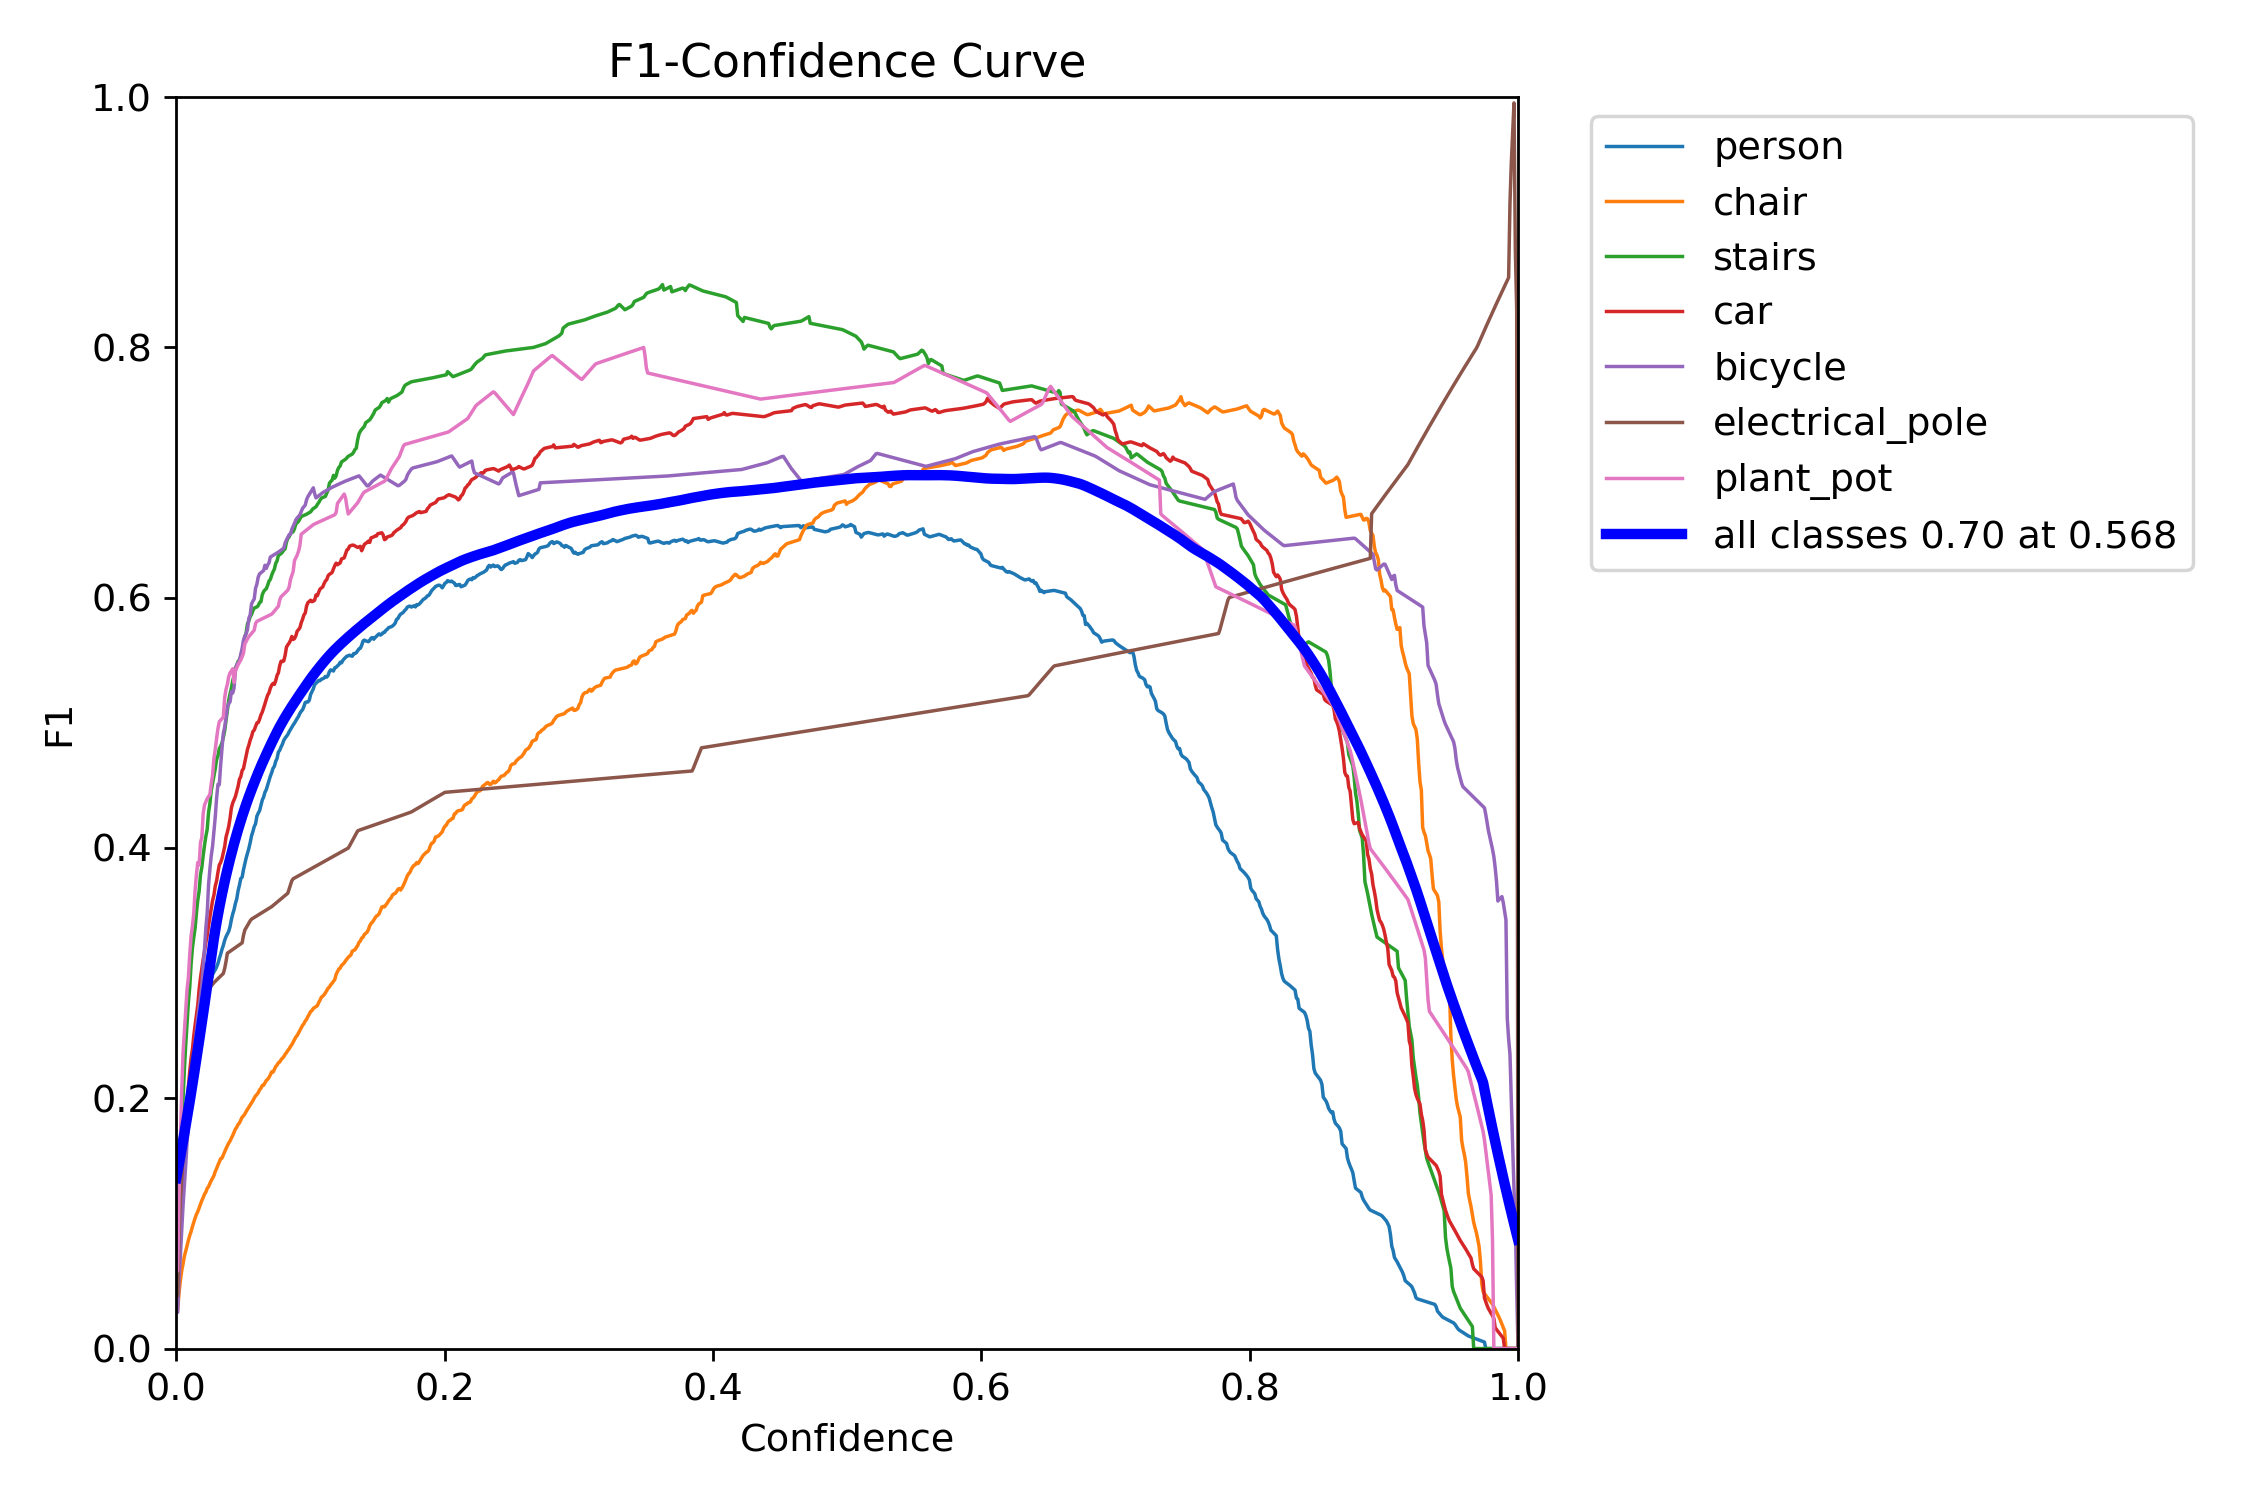 F1-Confidence Curve
1.0
0.8
0.6
0.4
0.2
0.0
F1
0.0 0.2 0.4 0.6 0.8 1.0
Confidence
person
chair
stairs
car
bicycle
electrical_pole
plant_pot
all classes 0.70 at 0.568